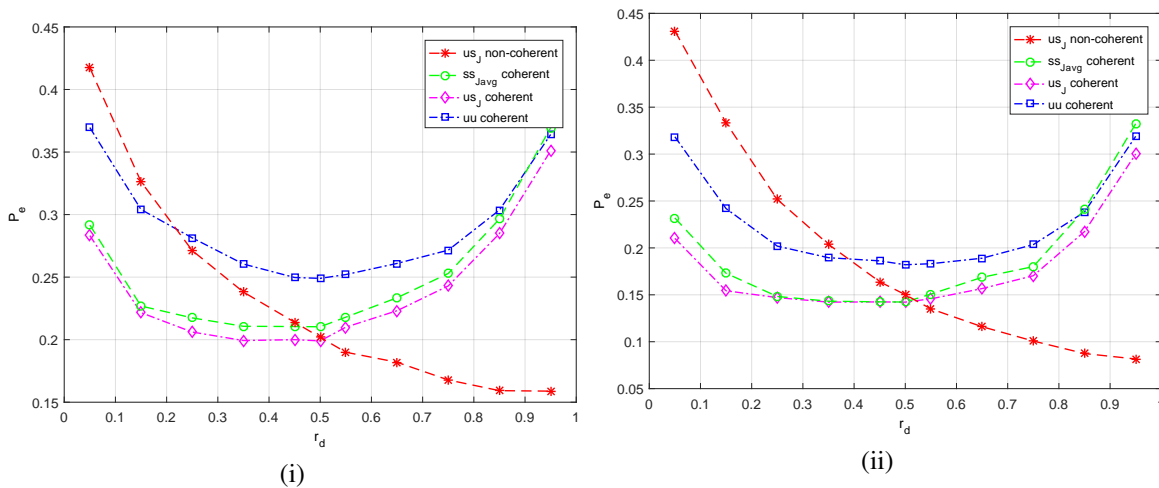 0.45
0.4
0.35
0.3
0.25
0.2
0.15
P_e
0 0.1 0.2 0.3 0.4 0.5 0.6 0.7 0.8 0.9 1
r_d
us_J non-coherent
ss_Javg coherent
us_J coherent
uu coherent
(i)
0.45
0.4
0.35
0.3
0.25
0.2
0.15
0.1
0.05
P_e
0 0.1 0.2 0.3 0.4 0.5 0.6 0.7 0.8 0.9 1
r_d
us_J non-coherent
ss_Javg coherent
us_J coherent
uu coherent
(ii)